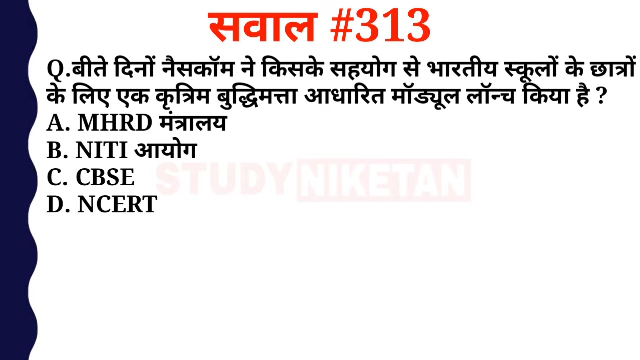 सवाल #313
Q.बीते दिनों नैसकॉम ने किसके सहयोग से भारतीय स्कूलों के छात्रों
के लिए एक कृत्रिम बुद्धिमत्ता आधारित मॉड्यूल लॉन्च किया है ?
A. MHRD मंत्रालय
B. NITI आयोग
C. CBSE
D. NCERT
STUDY NIKETAN